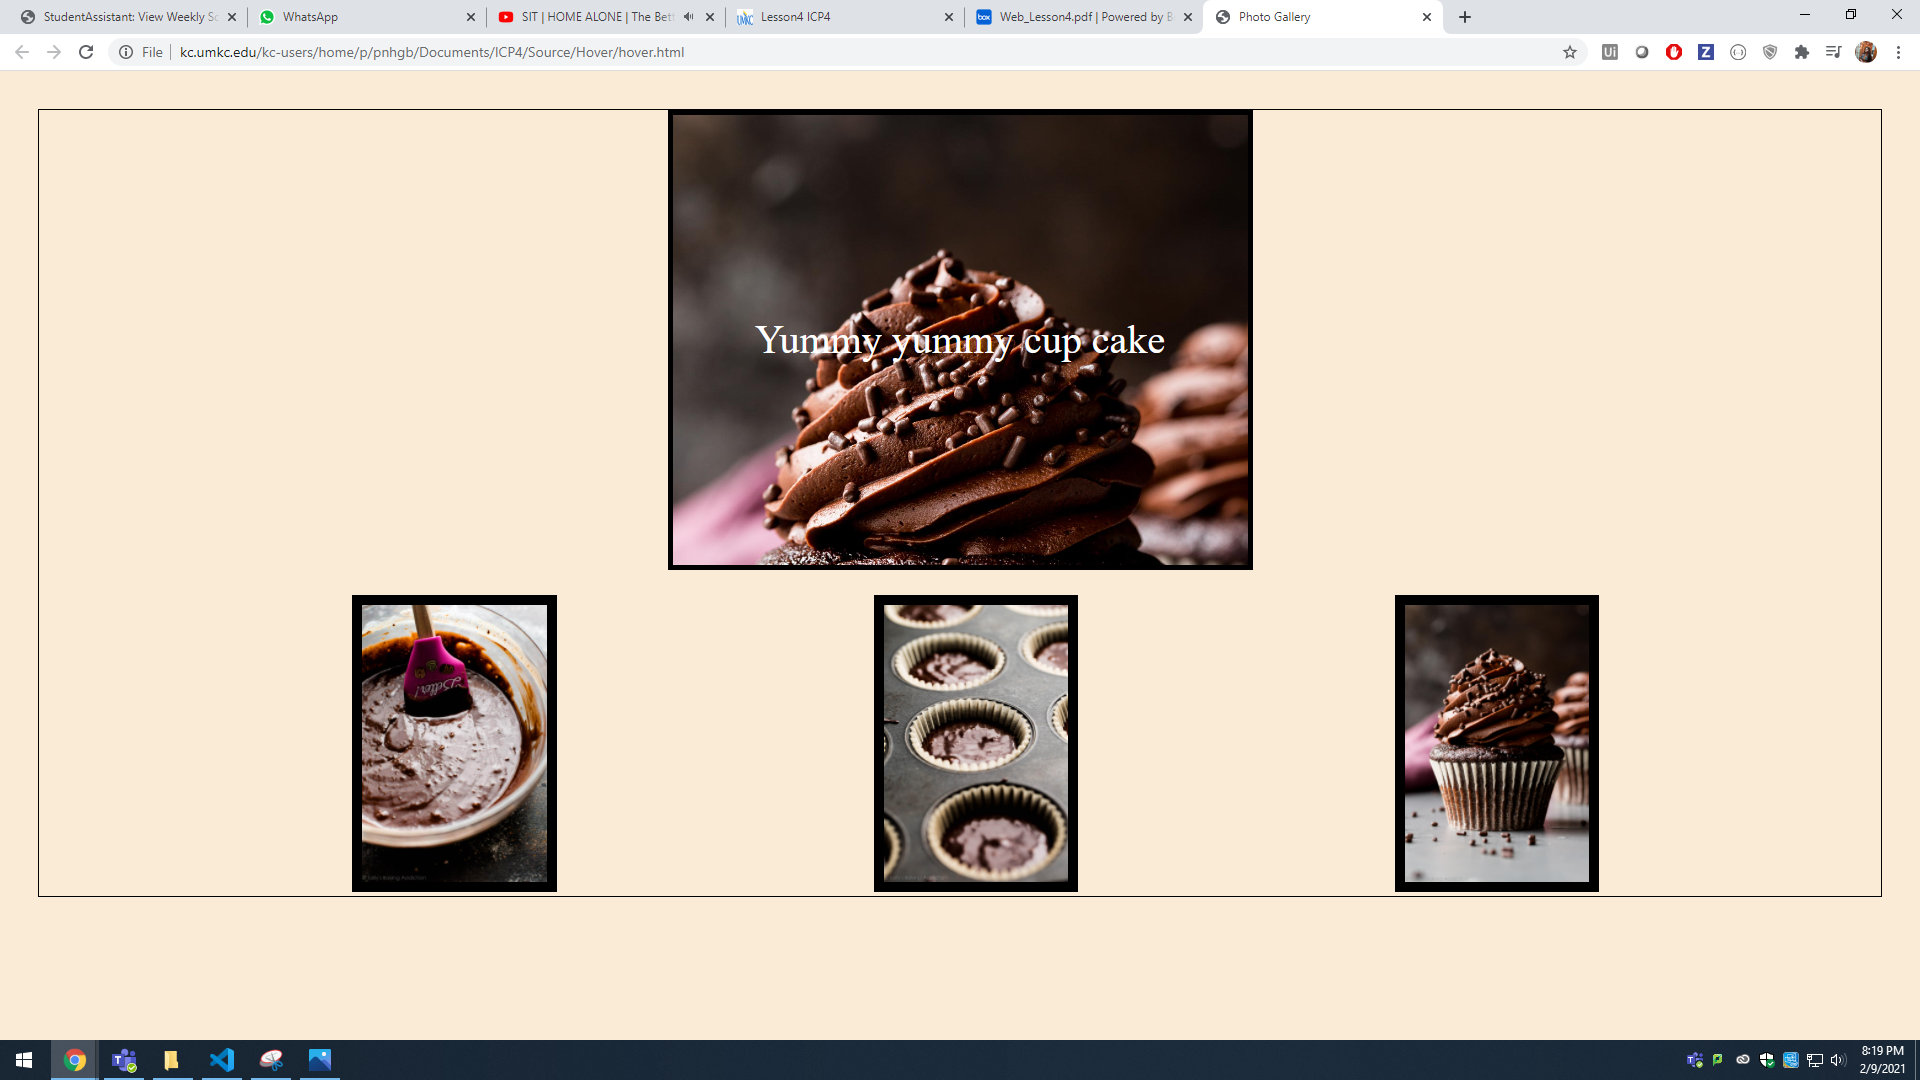 StudentAssistant: View Weekly Sc
WhatsApp
SIT | HOME ALONE | The Bett
Lesson4 ICP4
Web_Lesson4.pdf | Powered by B
Photo Gallery
File
kc.umkc.edu/kc-users/home/p/pnhgb/Documents/ICP4/Source/Hover/hover.html
Yummy yummy cup cake
8:19 PM
2/9/2021